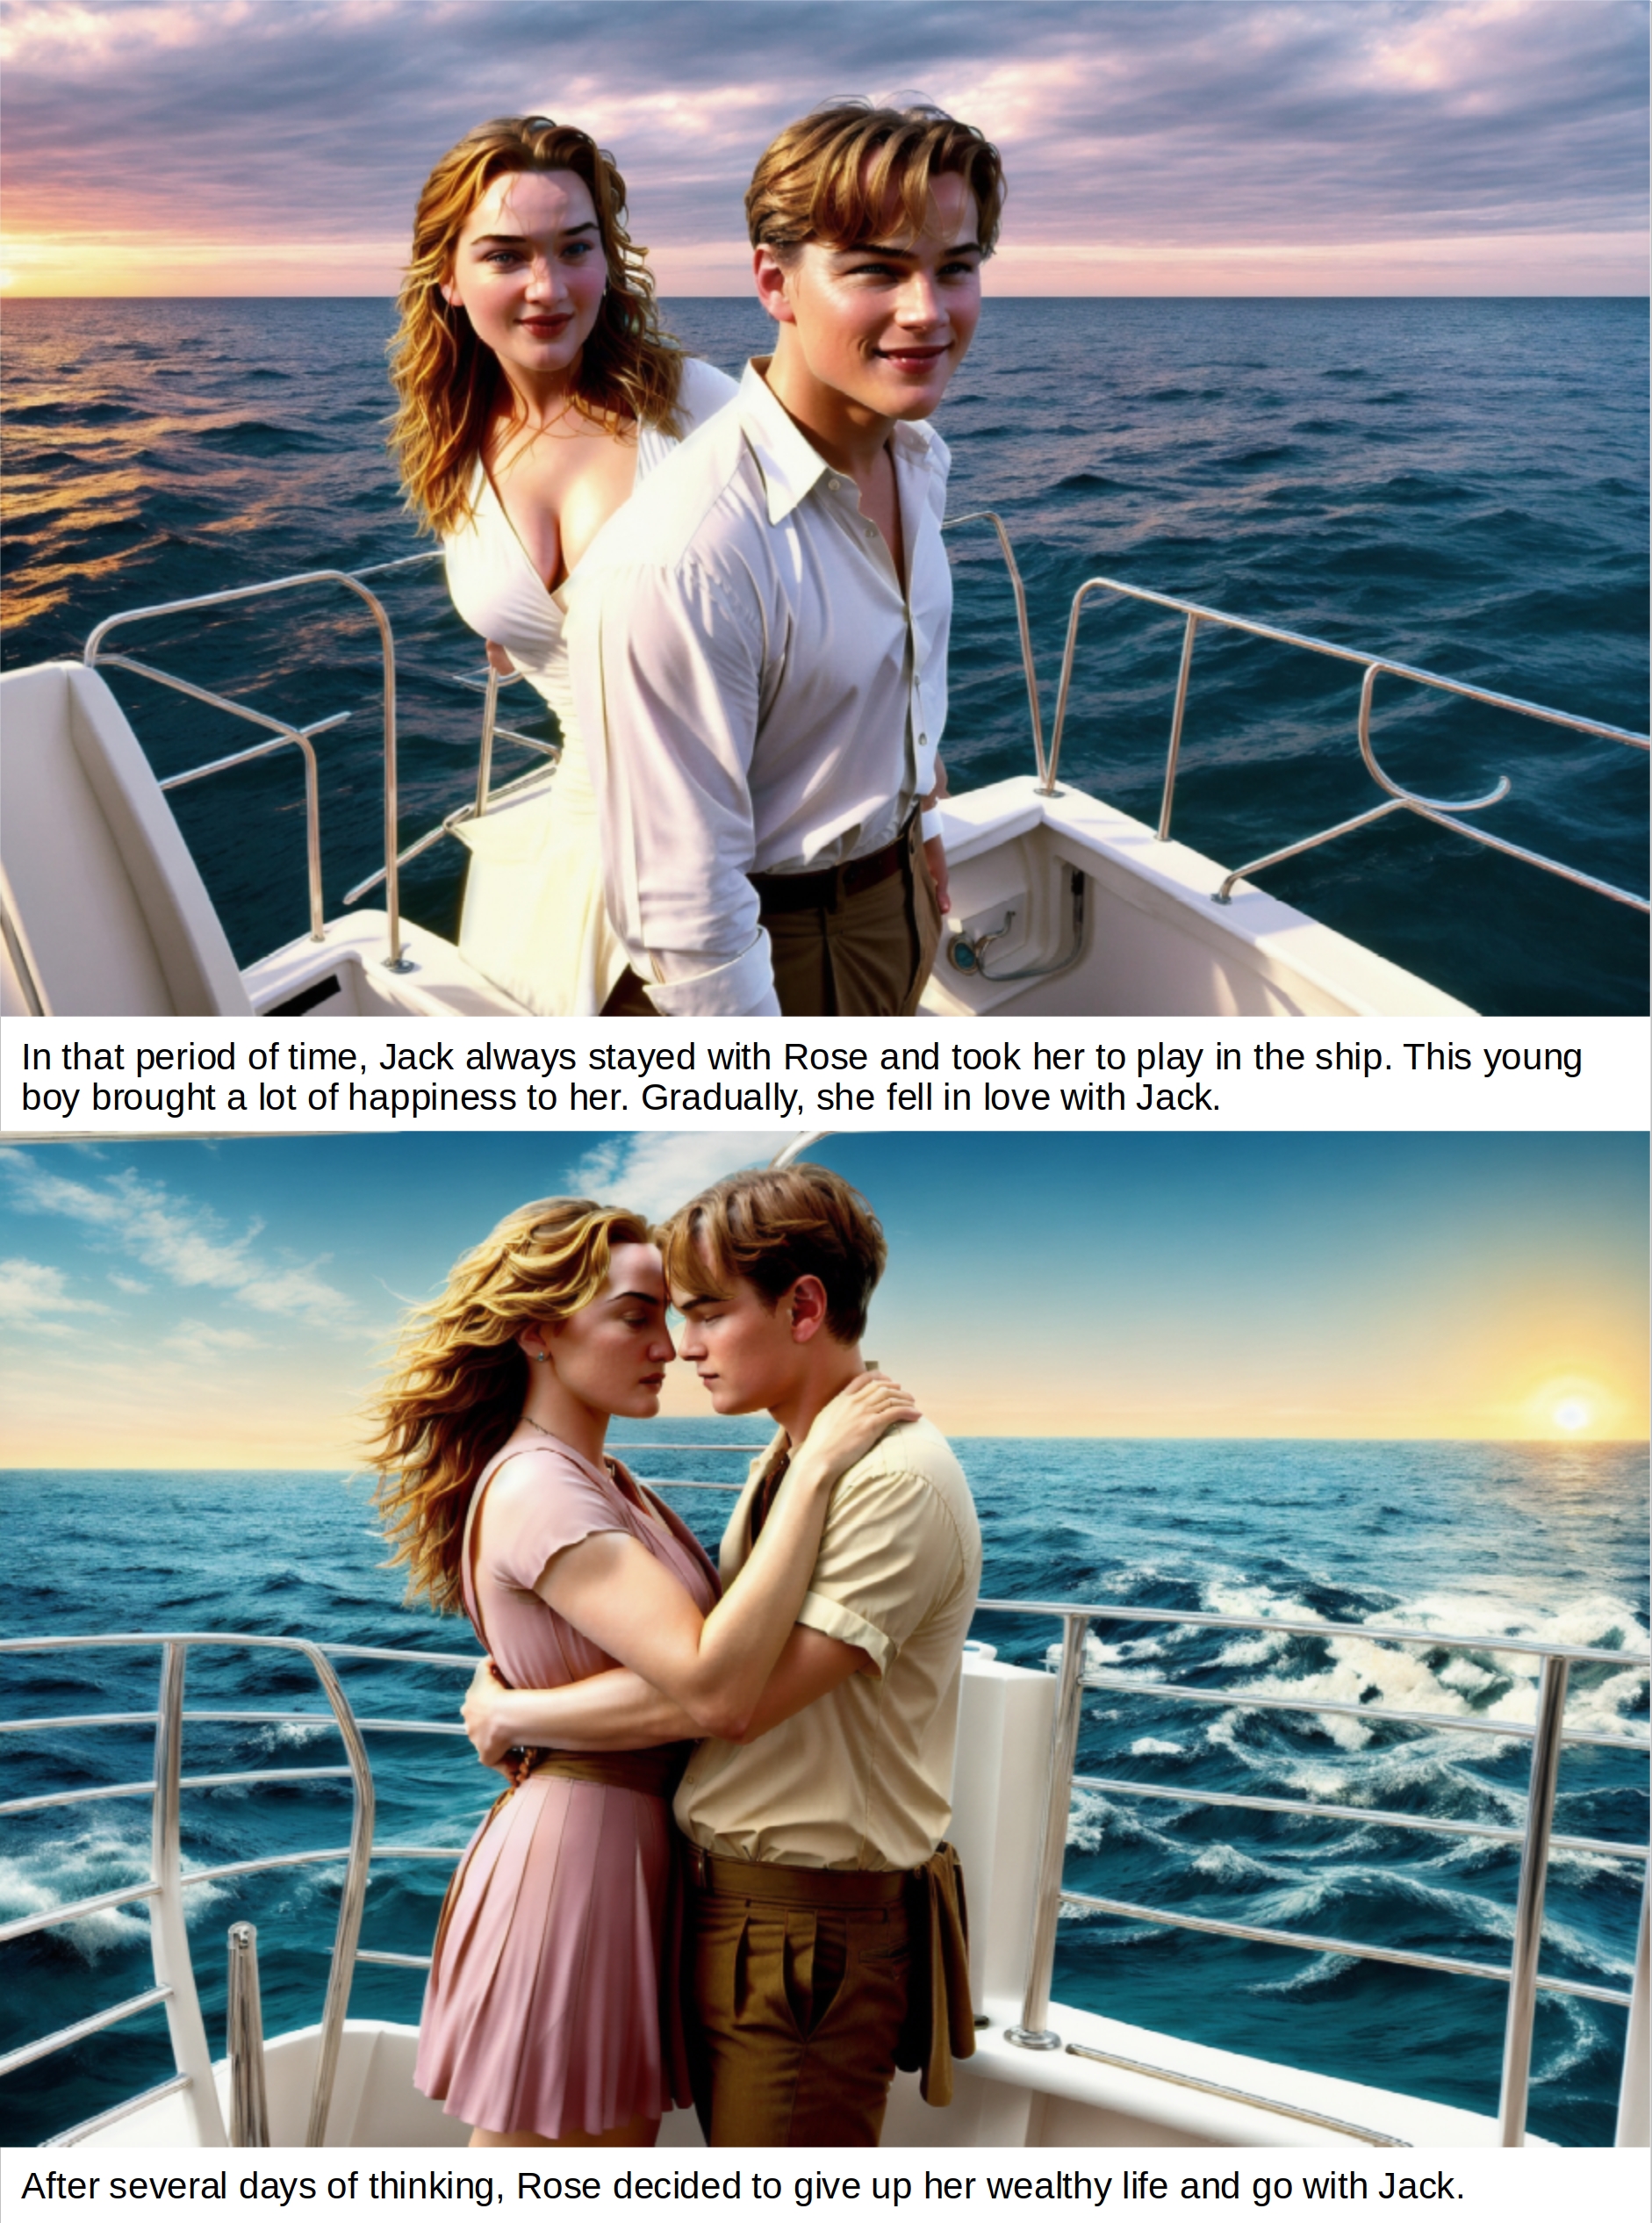 In that period of time, Jack always stayed with Rose and took her to play in the ship. This young
boy brought a lot of happiness to her. Gradually, she fell in love with Jack.
After several days of thinking, Rose decided to give up her wealthy life and go with Jack.